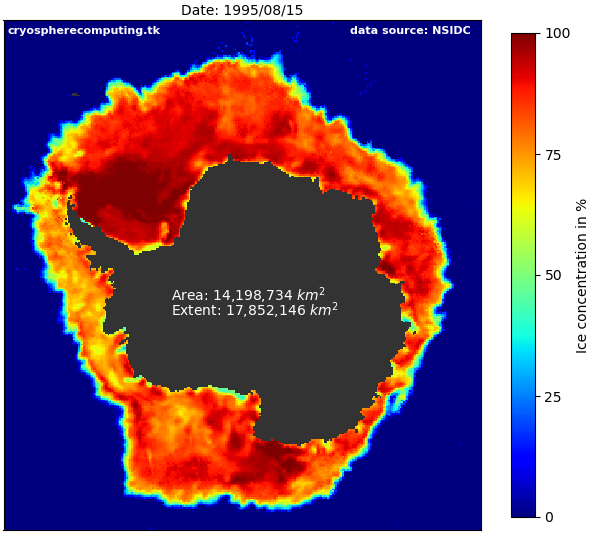 Date: 1995/08/15
cryospherecomputing.tk data source: NSIDC
Area: 14,198,734 km²
Extent: 17,852,146 km²
100
75
50
25
0
Ice concentration in %